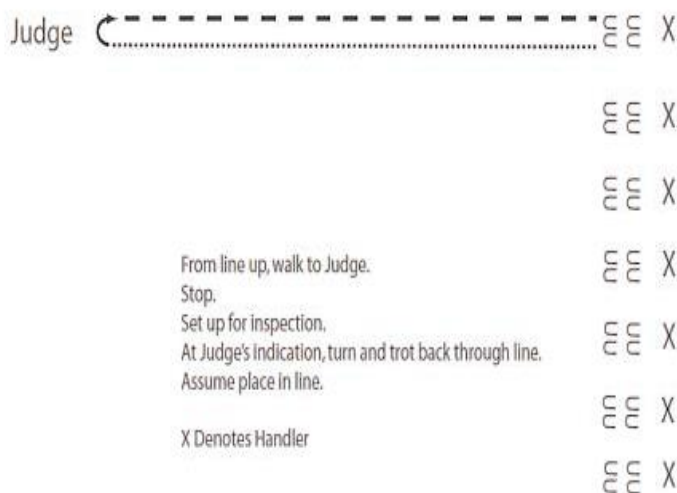 Judge X
X
X
X
X
X
X
From line up, walk to Judge.
Stop.
Set up for inspection.
At Judge's indication, turn and trot back through line.
Assume place in line.
X Denotes Handler